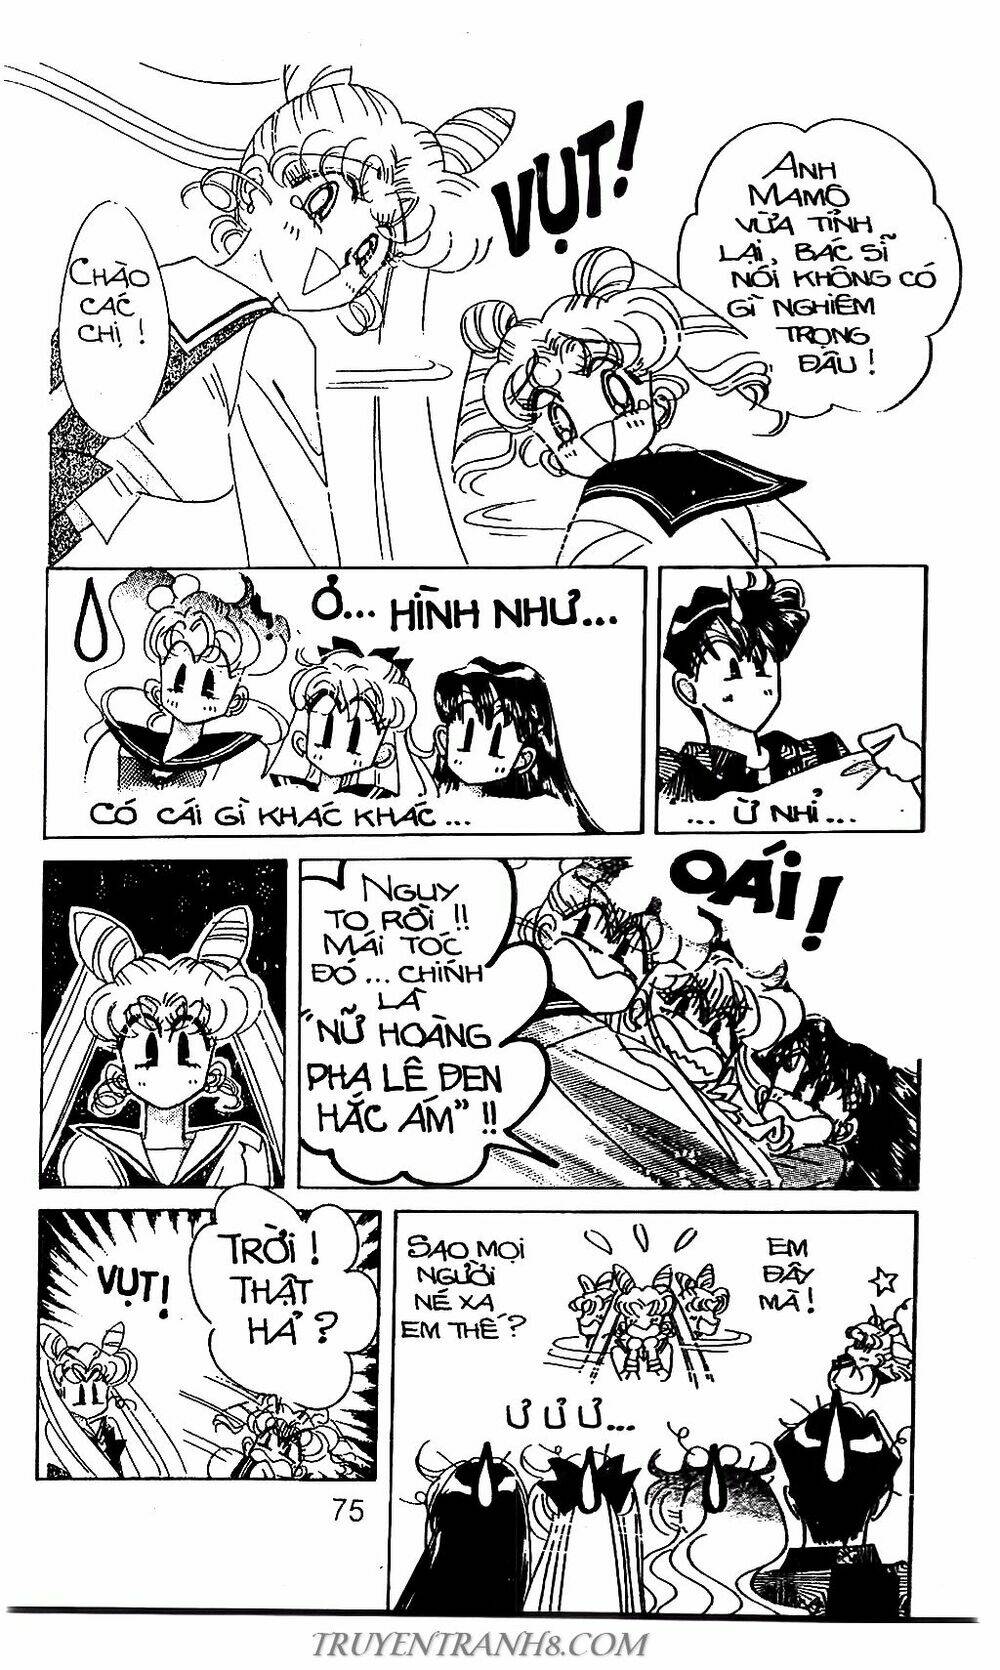 VỤT!
ANH
MAMÔ
VỪA TỈNH
LẠI, BÁC SĨ
NÓI KHÔNG CÓ
GÌ NGHIÊM
TRỌNG
ĐÂU!
CHÀO
CÁC
CHỊ!
Ơ... HÌNH NHƯ...
CÓ CÁI GÌ KHÁC KHÁC...
... Ừ NHỈ...
NGUY
TO RỒI!!
MÁI TÓC
ĐÓ... CHÍNH
LÀ
"NỮ HOÀNG
PHA LÊ ĐEN
HẮC ÁM"!!
OÁI!
VỤT!
TRỜI!
THẬT
HẢ?
SAO MỌI
NGƯỜI
NÉ XA
EM THẾ?
EM
ĐÂY
MÀ!
Ư Ử Ư...
75
TRUYENTRANH8.COM